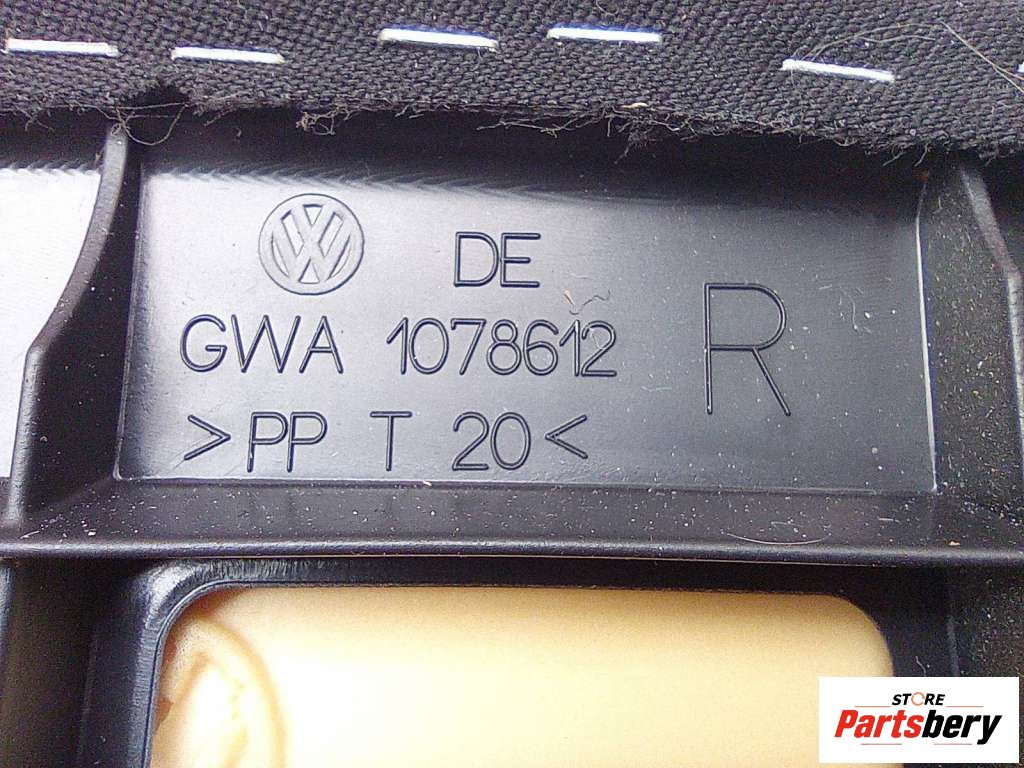 DE
GWA 1078612
>PP T 20<
R
STORE
Partsbery